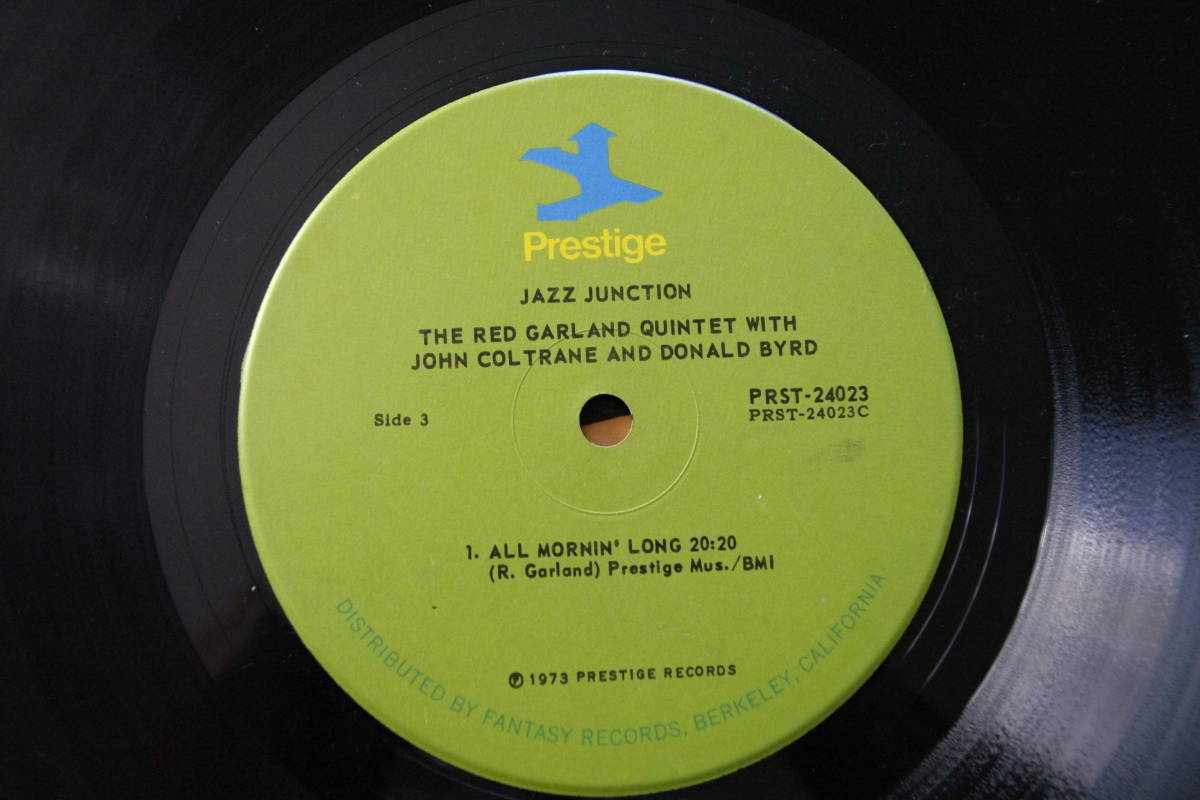 Prestige
JAZZ JUNCTION
THE RED GARLAND QUINTET WITH
JOHN COLTRANE AND DONALD BYRD
Side 3
PRST-24023
PRST-24023C
1. ALL MORNIN' LONG 20:20
(R. Garland) Prestige Mus./BMI
℗ 1973 PRESTIGE RECORDS
DISTRIBUTED BY FANTASY RECORDS, BERKELEY, CALIFORNIA